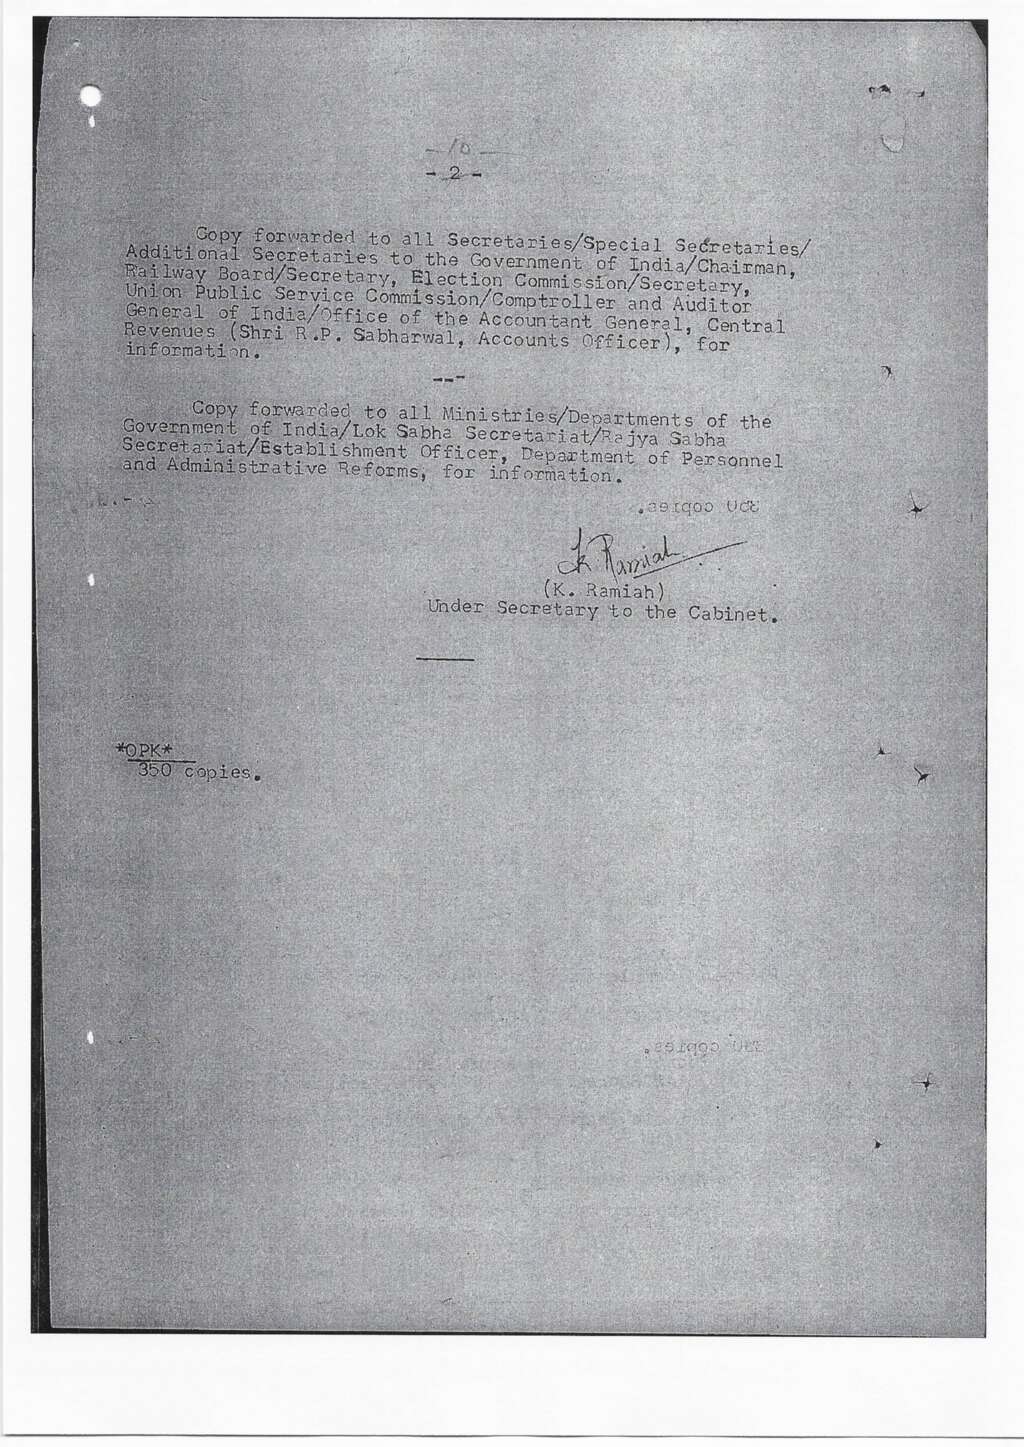 - 10 -
- 2 -
Copy forwarded to all Secretaries/Special Secretaries/
Additional Secretaries to the Government of India/Chairman,
Railway Board/Secretary, Election Commission/Secretary,
Union Public Service Commission/Comptroller and Auditor
General of India/Office of the Accountant General, Central
Revenues (Shri R.P. Sabharwal, Accounts Officer), for
information.
---
Copy forwarded to all Ministries/Departments of the
Government of India/Lok Sabha Secretariat/Rajya Sabha
Secretariat/Establishment Officer, Department of Personnel
and Administrative Reforms, for information.
350 copies.
K Ramiah
(K. Ramiah)
Under Secretary to the Cabinet.
*OPK*
350 copies.
350 copies.